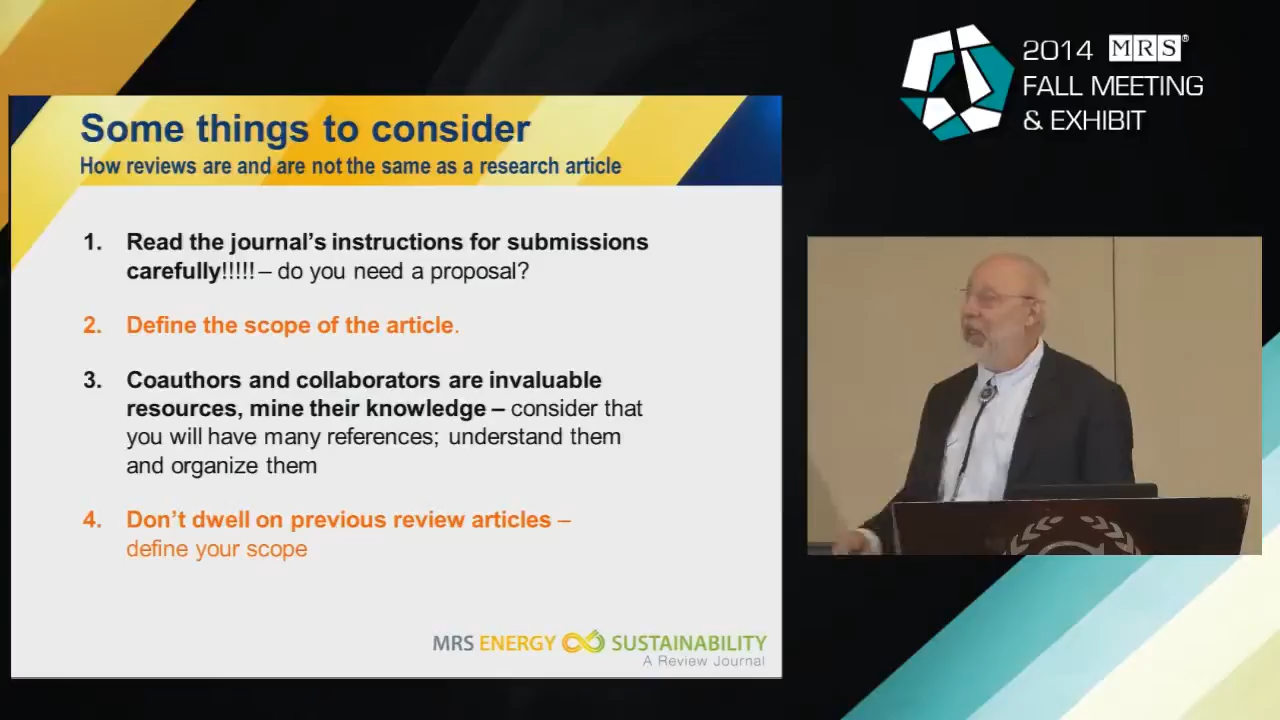 Some things to consider
How reviews are and are not the same as a research article
1. Read the journal's instructions for submissions
carefully!!!!! – do you need a proposal?
2. Define the scope of the article.
3. Coauthors and collaborators are invaluable
resources, mine their knowledge – consider that
you will have many references; understand them
and organize them
4. Don't dwell on previous review articles –
define your scope
MRS ENERGY SUSTAINABILITY
A Review Journal
2014 MRS®
FALL MEETING
& EXHIBIT